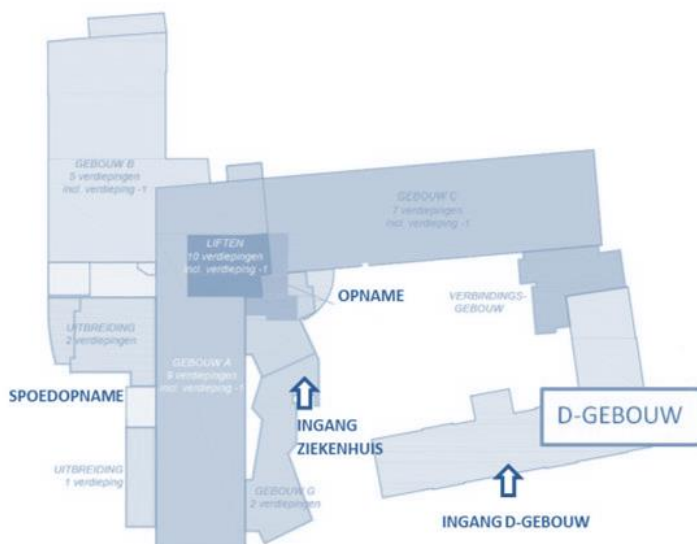 GEBOUW B
5 verdiepingen
incl. verdieping -1
GEBOUW C
7 verdiepingen
incl. verdieping -1
LIFTEN
10 verdiepingen
incl. verdieping -1
OPNAME
VERBINDINGS-
GEBOUW
UITBREIDING
2 verdiepingen
GEBOUW A
9 verdiepingen
incl. verdieping -1
SPOEDOPNAME
INGANG
ZIEKENHUIS
D-GEBOUW
UITBREIDING
1 verdieping
GEBOUW G
2 verdiepingen
INGANG D-GEBOUW